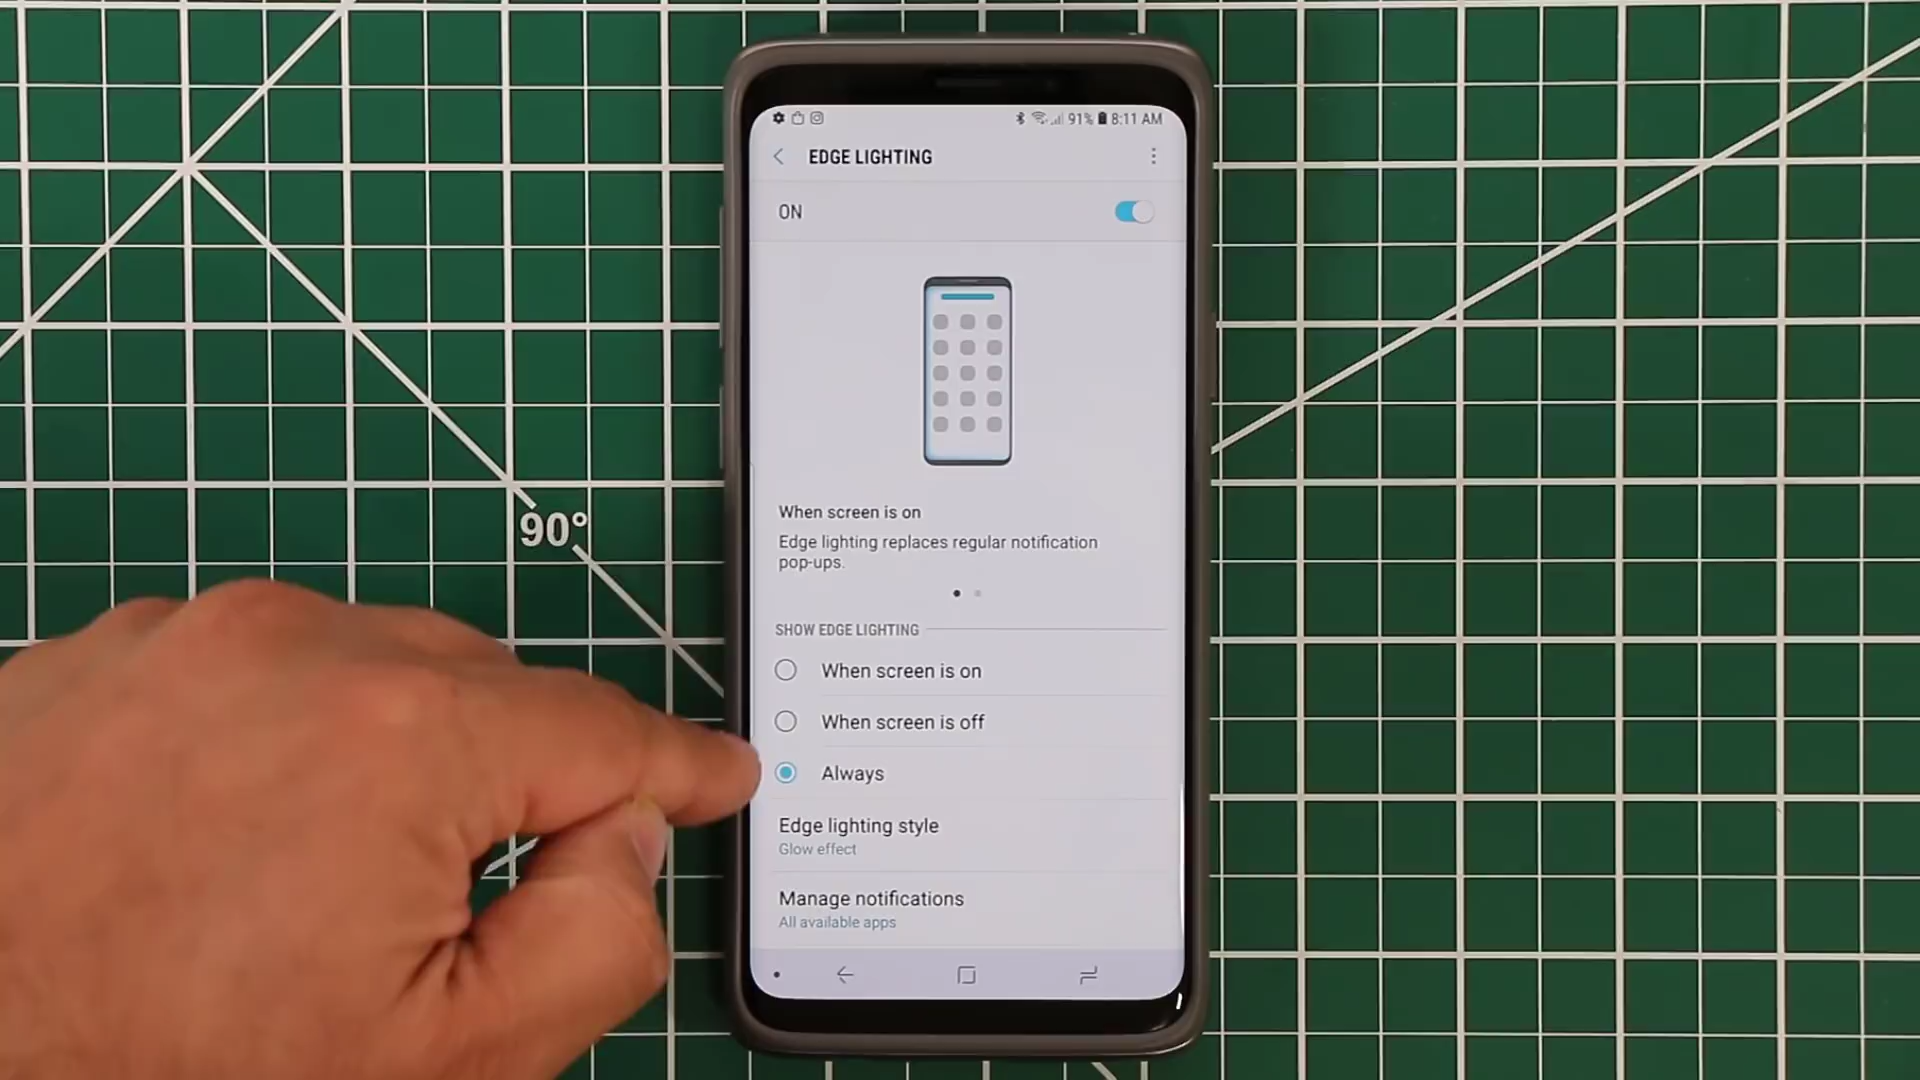 91% 8:11 AM
EDGE LIGHTING
ON
When screen is on
Edge lighting replaces regular notification
pop-ups.
SHOW EDGE LIGHTING
When screen is on
When screen is off
Always
Edge lighting style
Glow effect
Manage notifications
All available apps
90°